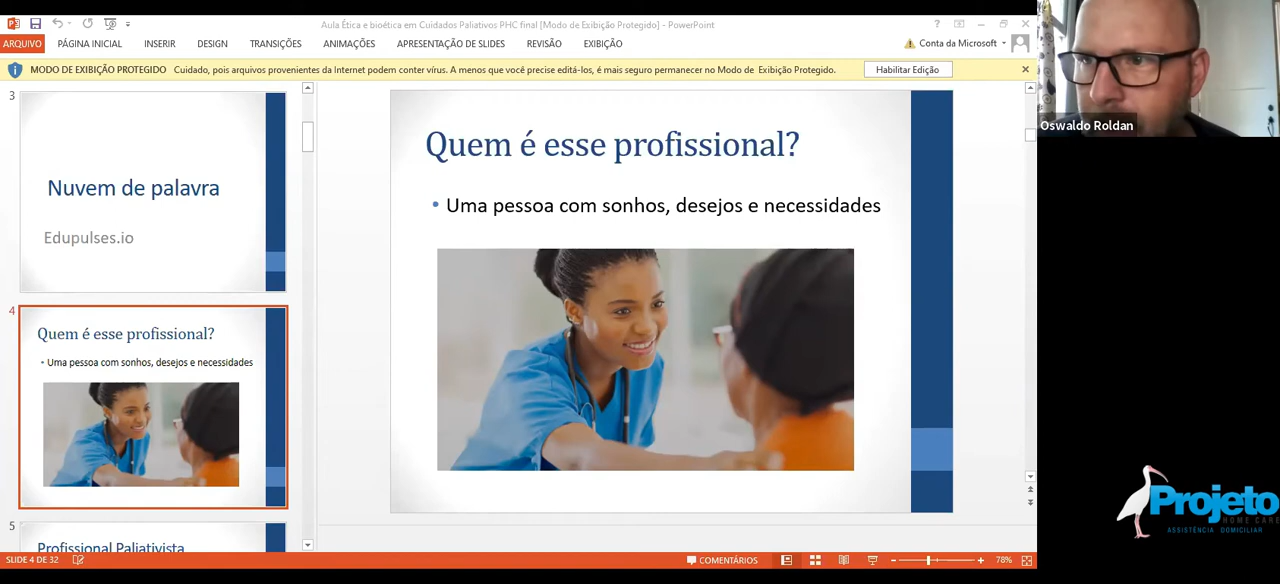 Aula Ética e bioética em Cuidados Paliativos PHC final [Modo de Exibição Protegido] - PowerPoint
ARQUIVO PÁGINA INICIAL INSERIR DESIGN TRANSIÇÕES ANIMAÇÕES APRESENTAÇÃO DE SLIDES REVISÃO EXIBIÇÃO
Conta da Microsoft
MODO DE EXIBIÇÃO PROTEGIDO Cuidado, pois arquivos provenientes da Internet podem conter vírus. A menos que você precise editá-los, é mais seguro permanecer no Modo de Exibição Protegido.
Habilitar Edição
3
Nuvem de palavra
Edupulses.io
4
Quem é esse profissional?
• Uma pessoa com sonhos, desejos e necessidades
5
Profissional Paliativista
Quem é esse profissional?
• Uma pessoa com sonhos, desejos e necessidades
Oswaldo Roldan
Projeto
HOME CARE
ASSISTÊNCIA DOMICILIAR
SLIDE 4 DE 32
COMENTÁRIOS
78%